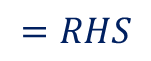 = RHS